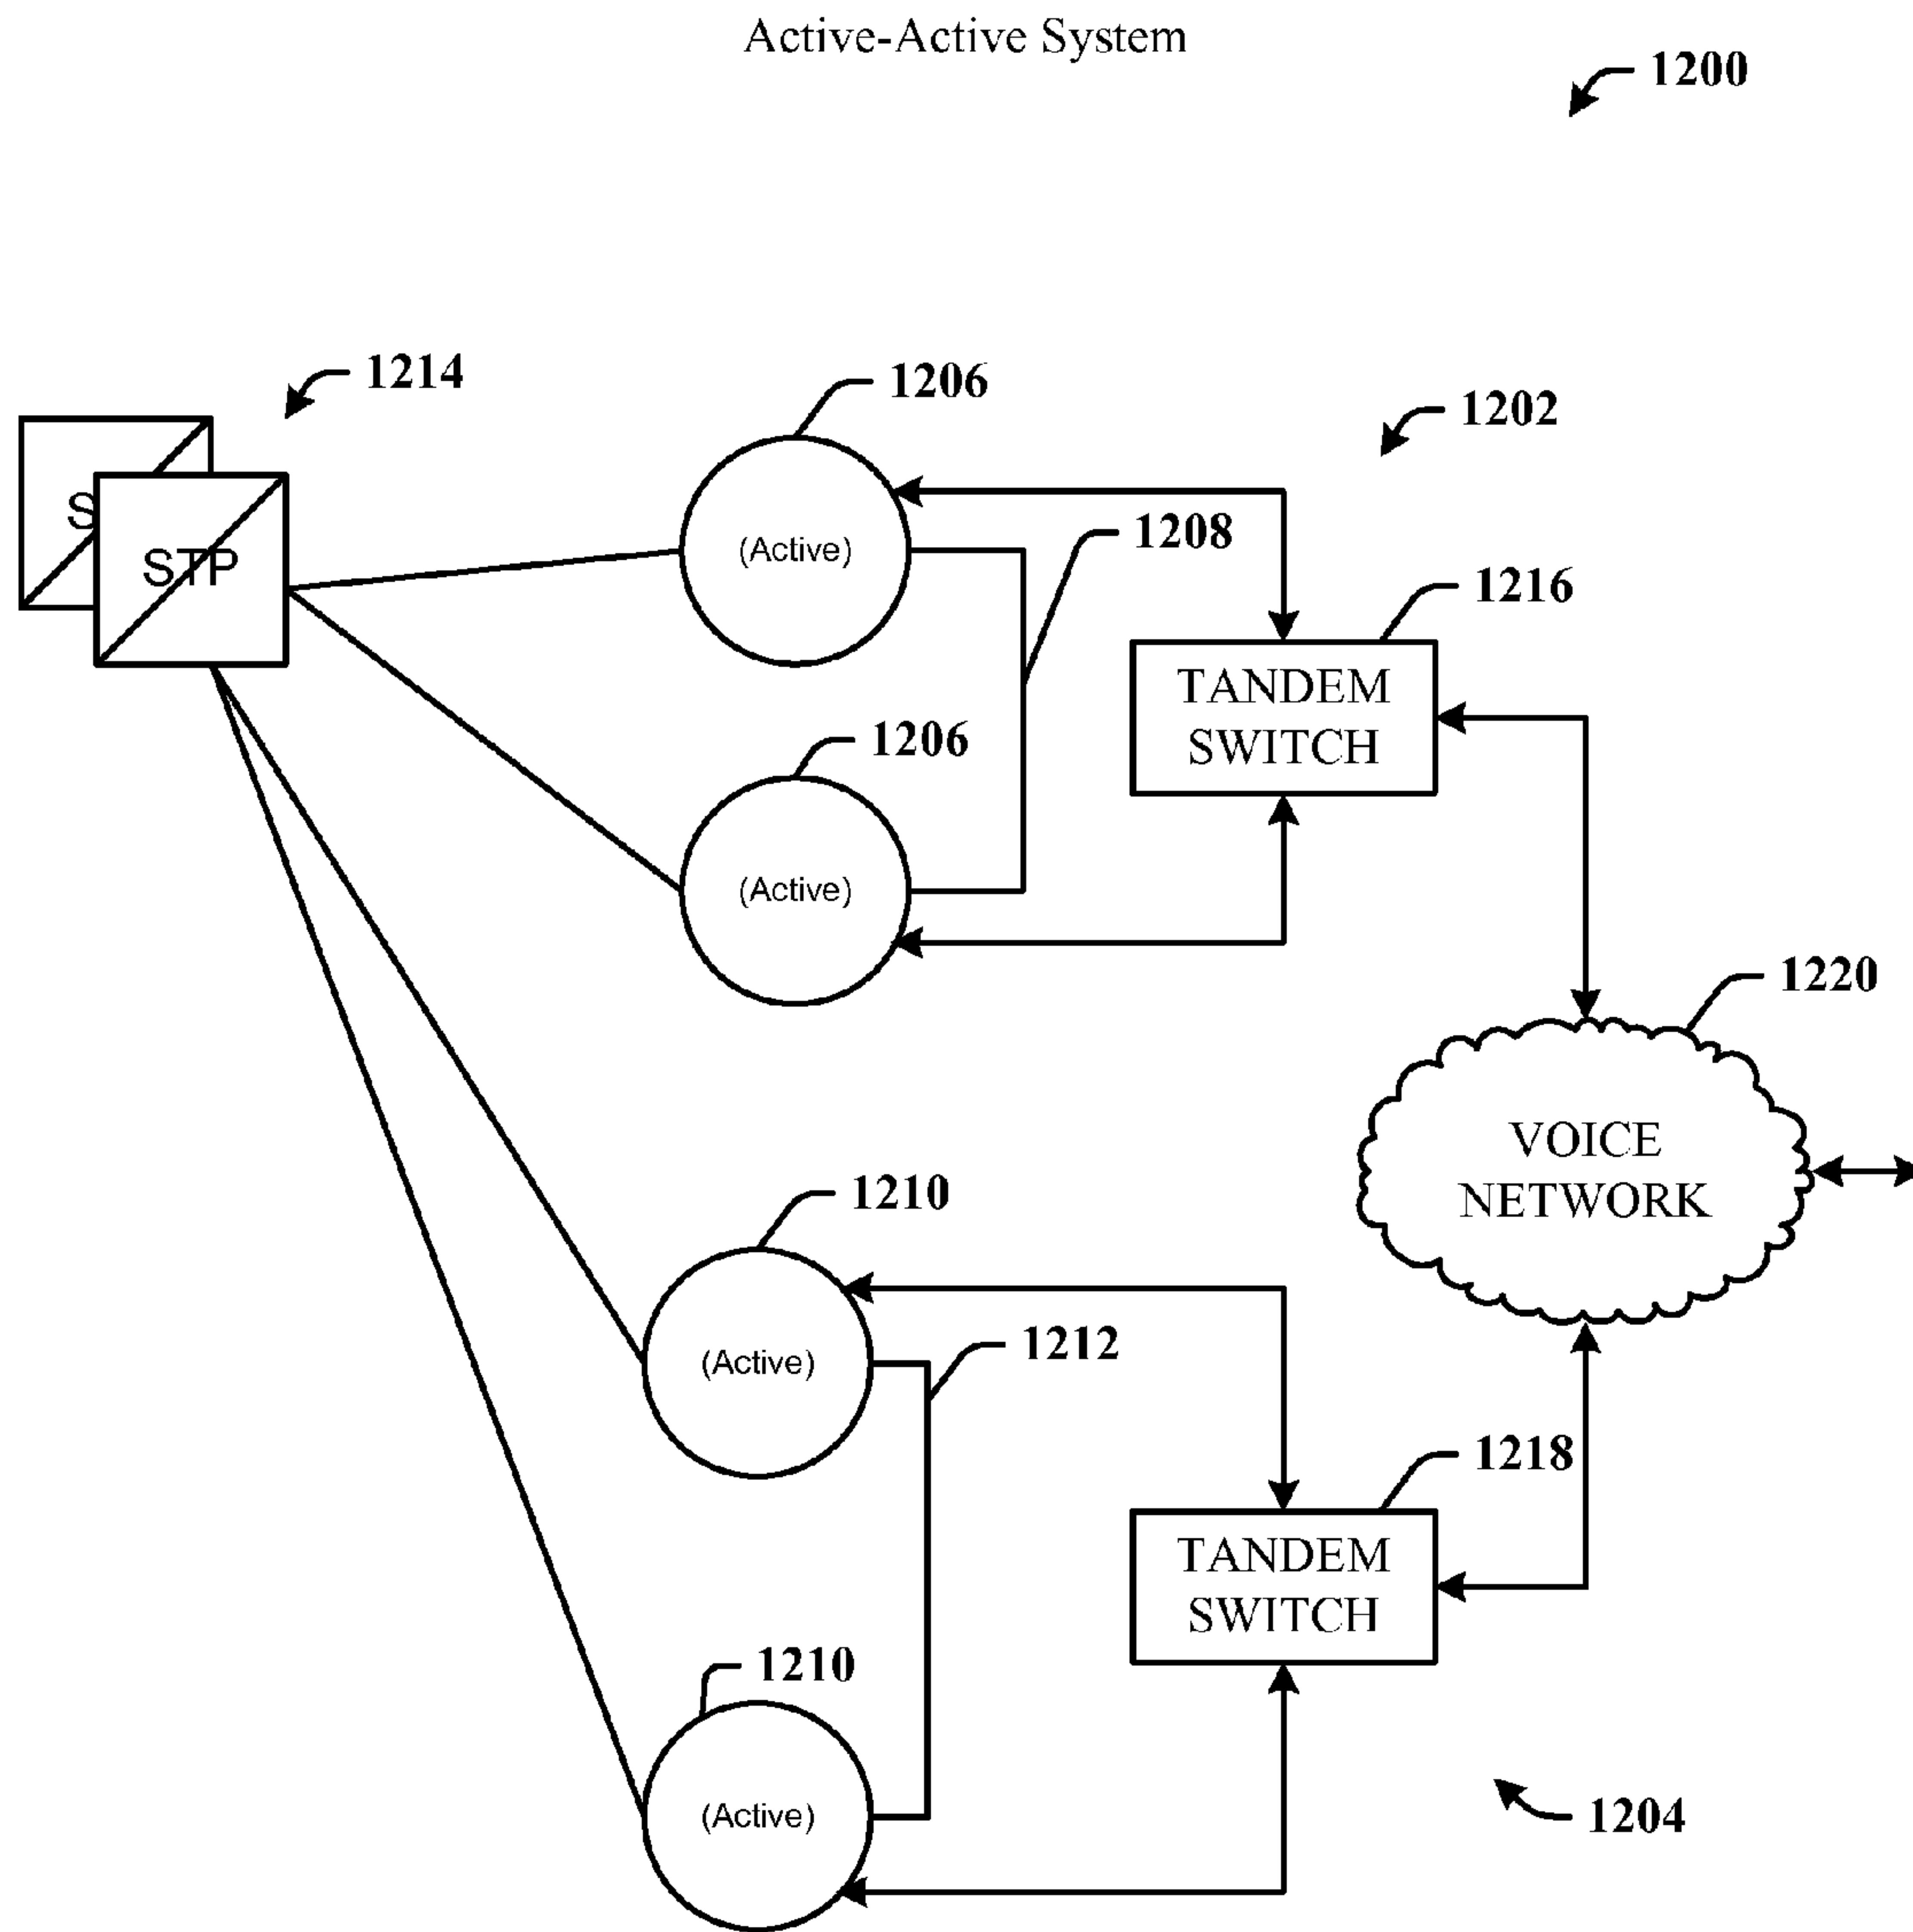 Active-Active System
1200
1214
1206
1202
1208
S
STP
(Active)
1216
TANDEM
SWITCH
1206
(Active)
1220
VOICE
NETWORK
1210
1212
(Active)
1218
TANDEM
SWITCH
1210
(Active)
1204